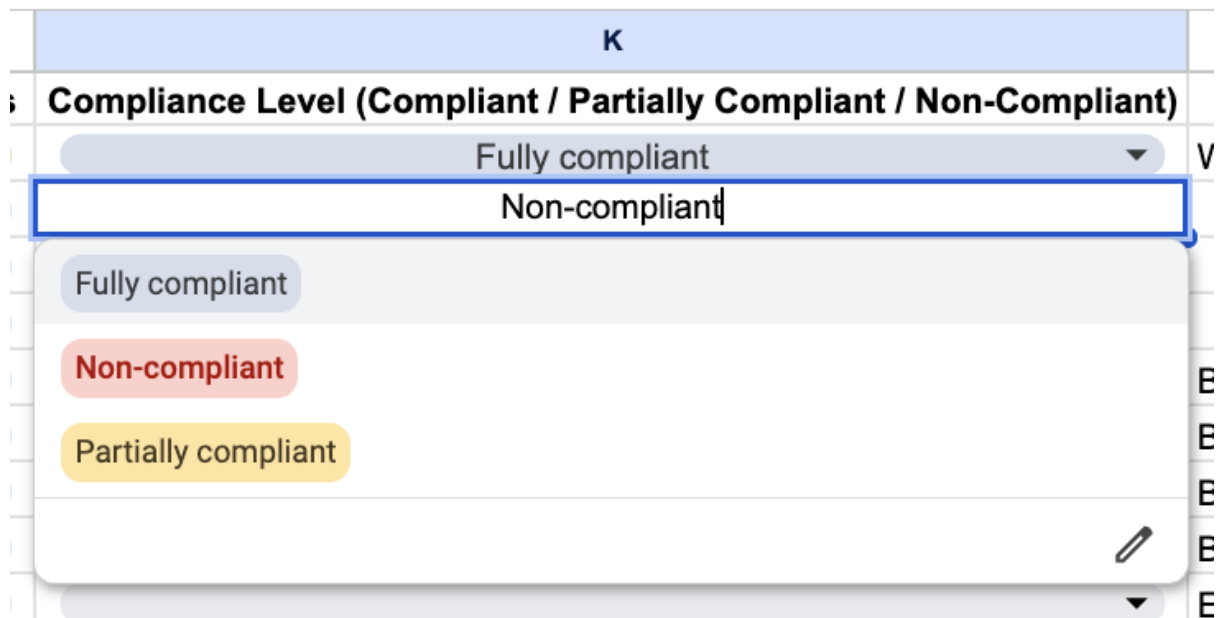 K
s Compliance Level (Compliant / Partially Compliant / Non-Compliant)
Fully compliant
Non-compliant
Fully compliant
Non-compliant
Partially compliant
B
B
B
B